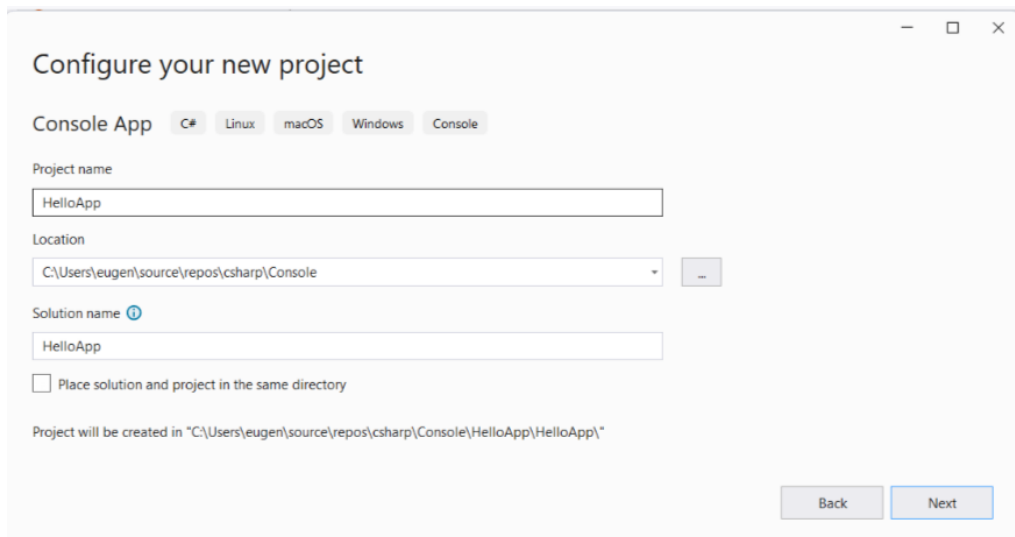 Configure your new project
Console App C# Linux macOS Windows Console
Project name
HelloApp
Location
C:\Users\eugen\source\repos\csharp\Console
...
Solution name
HelloApp
Place solution and project in the same directory
Project will be created in "C:\Users\eugen\source\repos\csharp\Console\HelloApp\HelloApp\"
Back Next